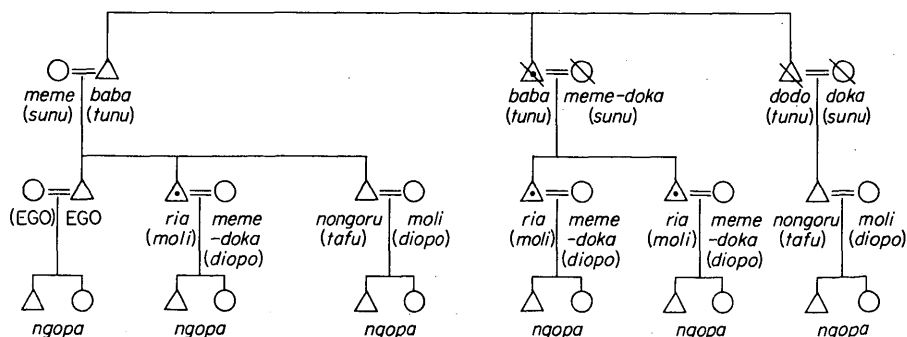 meme baba baba meme-doka dodo doka
(sunu) (tunu) (tunu) (sunu) (tunu) (sunu)
(EGO) EGO ria meme nongoru moli ria meme ria meme nongoru moli
(moli) -doka (tafu) (diopo) (moli) -doka (moli) -doka (tafu) (diopo)
(diopo) (diopo) (diopo)
ngopa ngopa ngopa ngopa ngopa ngopa